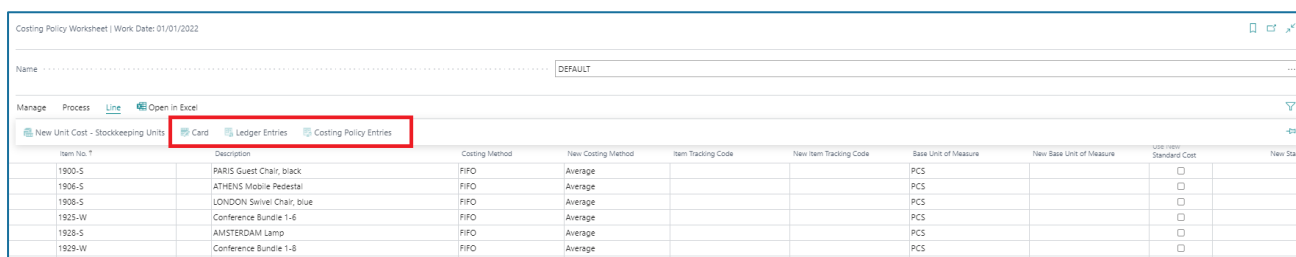 Costing Policy Worksheet | Work Date: 01/01/2022
Name DEFAULT ...
Manage Process Line Open in Excel
New Unit Cost - Stockkeeping Units Card Ledger Entries Costing Policy Entries
Item No. ↑ Description Costing Method New Costing Method Item Tracking Code New Item Tracking Code Base Unit of Measure New Base Unit of Measure Use New Standard Cost New Sta
1900-S PARIS Guest Chair, black FIFO Average PCS
1906-S ATHENS Mobile Pedestal FIFO Average PCS
1908-S LONDON Swivel Chair, blue FIFO Average PCS
1925-W Conference Bundle 1-6 FIFO Average PCS
1928-S AMSTERDAM Lamp FIFO Average PCS
1929-W Conference Bundle 1-8 FIFO Average PCS